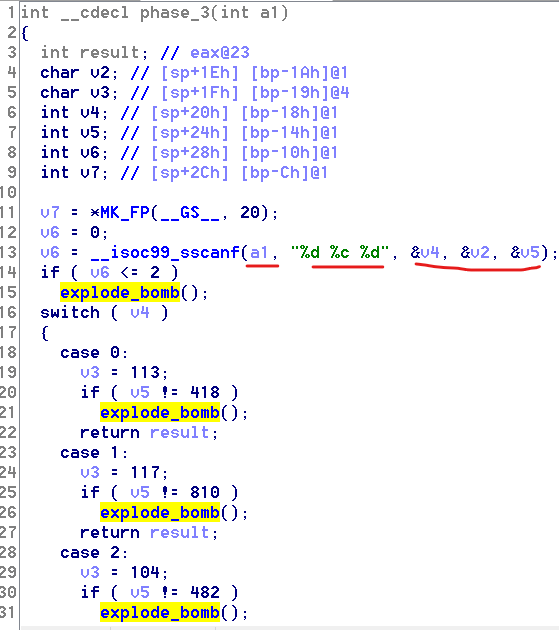 1 int __cdecl phase_3(int a1)
2 {
3 int result; // eax@23
4 char v2; // [sp+1Eh] [bp-1Ah]@1
5 char v3; // [sp+1Fh] [bp-19h]@4
6 int v4; // [sp+20h] [bp-18h]@1
7 int v5; // [sp+24h] [bp-14h]@1
8 int v6; // [sp+28h] [bp-10h]@1
9 int v7; // [sp+2Ch] [bp-Ch]@1
10
11 v7 = *MK_FP(__GS__, 20);
12 v6 = 0;
13 v6 = __isoc99_sscanf(a1, "%d %c %d", &v4, &v2, &v5);
14 if ( v6 <= 2 )
15 explode_bomb();
16 switch ( v4 )
17 {
18 case 0:
19 v3 = 113;
20 if ( v5 != 418 )
21 explode_bomb();
22 return result;
23 case 1:
24 v3 = 117;
25 if ( v5 != 810 )
26 explode_bomb();
27 return result;
28 case 2:
29 v3 = 104;
30 if ( v5 != 482 )
31 explode_bomb();